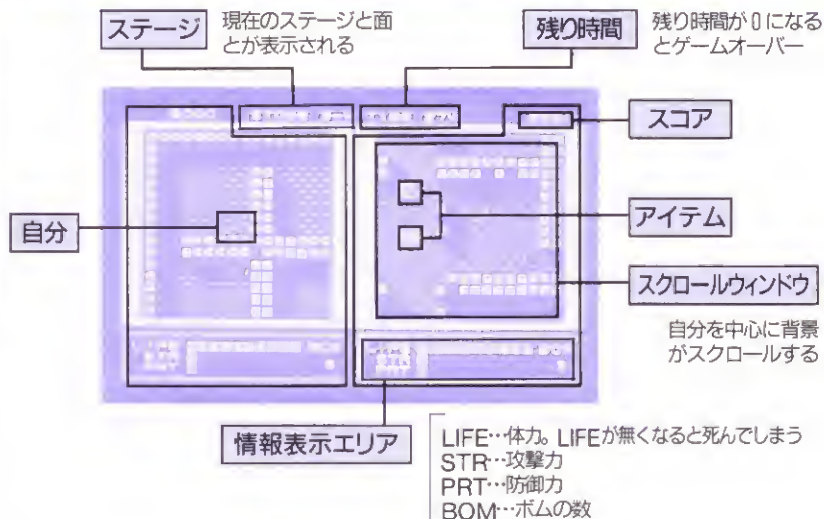 ステージ
現在のステージと面
とが表示される
残り時間
残り時間が0になる
とゲームオーバー
スコア
自分
アイテム
スクロールウィンドウ
自分を中心に背景
がスクロールする
情報表示エリア
LIFE…体力。LIFEが無くなると死んでしまう
STR…攻撃力
PRT…防御力
BOM…ボムの数